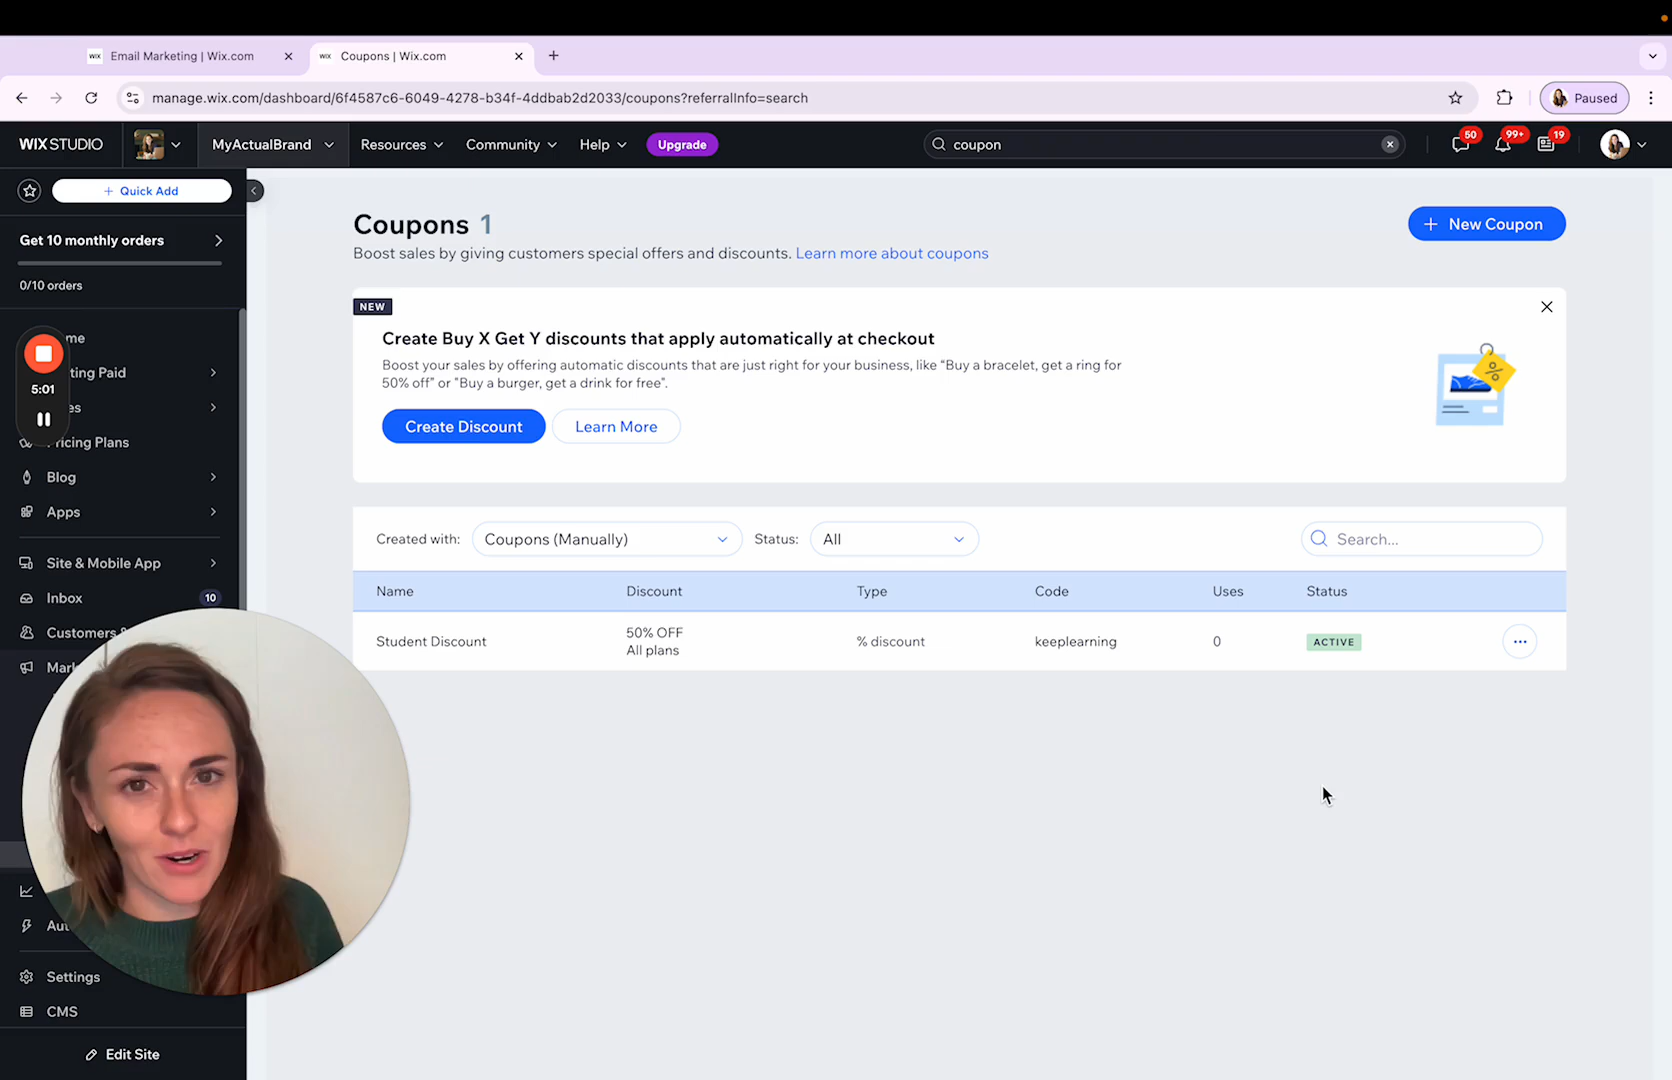 WIX Email Marketing | Wix.com
WIX Coupons | Wix.com
manage.wix.com/dashboard/6f4587c6-6049-4278-b34f-4ddbab2d2033/coupons?referralInfo=search
Paused
WIX STUDIO
MyActualBrand
Resources
Community
Help
Upgrade
coupon
50
99+
19
+ Quick Add
Get 10 monthly orders
0/10 orders
me
5:01
ting Paid
es
Pricing Plans
Blog
Apps
Site & Mobile App
Inbox
10
Customers &
Mark
Aut
Settings
CMS
Edit Site
Coupons 1
+ New Coupon
Boost sales by giving customers special offers and discounts. Learn more about coupons
NEW
Create Buy X Get Y discounts that apply automatically at checkout
Boost your sales by offering automatic discounts that are just right for your business, like “Buy a bracelet, get a ring for
50% off” or "Buy a burger, get a drink for free".
Create Discount
Learn More
%
Created with: Coupons (Manually) Status: All
Search...
Name Discount Type Code Uses Status
Student Discount
50% OFF
All plans
% discount
keeplearning
0
ACTIVE